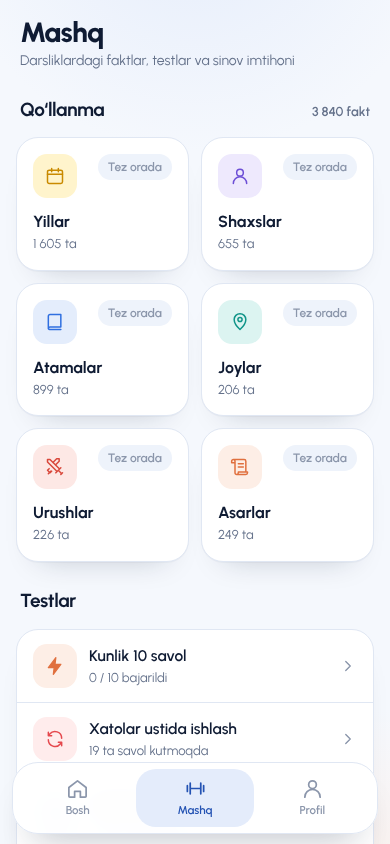 Mashq
Darsliklardagi faktlar, testlar va sinov imtihoni
Qoʻllanma
3 840 fakt
Tez orada
Yillar
1 605 ta
Tez orada
Shaxslar
655 ta
Tez orada
Atamalar
899 ta
Tez orada
Joylar
206 ta
Tez orada
Urushlar
226 ta
Tez orada
Asarlar
249 ta
Testlar
Kunlik 10 savol
0 / 10 bajarildi
Xatolar ustida ishlash
19 ta savol kutmoqda
Bosh
Mashq
Profil